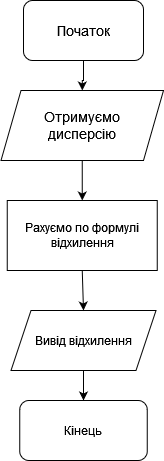 Початок
Отримуємо
дисперсію
Рахуємо по формулі
відхилення
Вивід відхилення
Кінець